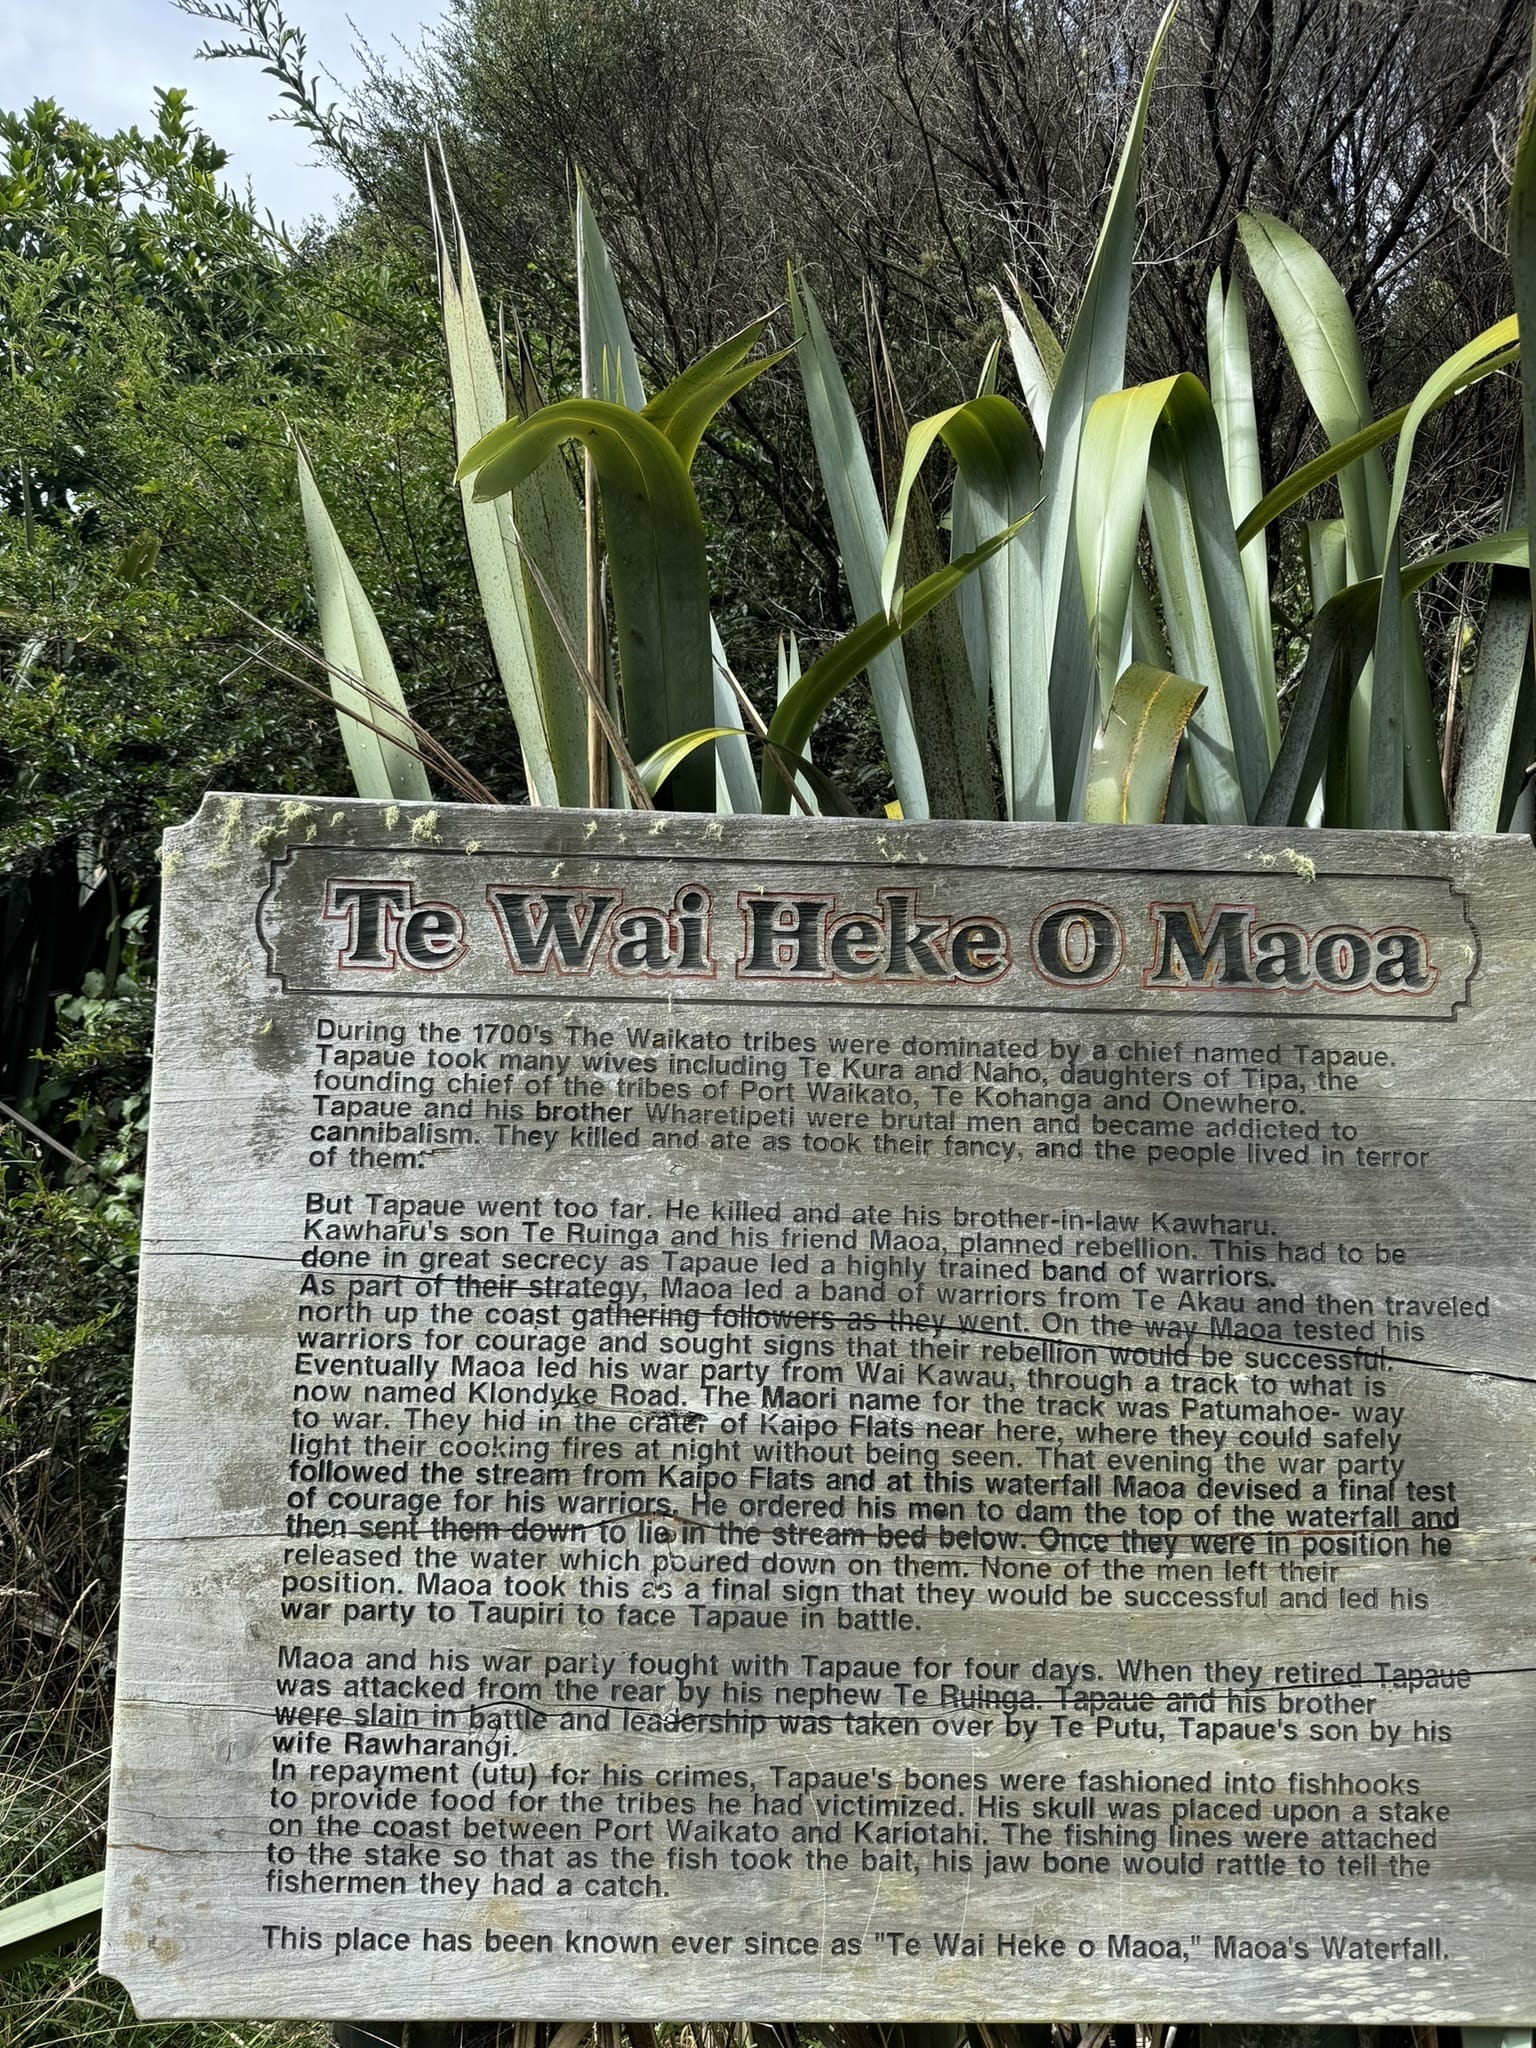 Te Wai Heke O Maoa
During the 1700's The Waikato tribes were dominated by a chief named Tapaue.
Tapaue took many wives including Te Kura and Naho, daughters of Tipa, the
founding chief of the tribes of Port Waikato, Te Kohanga and Onewhero.
Tapaue and his brother Wharetipeti were brutal men and became addicted to
cannibalism. They killed and ate as took their fancy, and the people lived in terror
of them.
But Tapaue went too far. He killed and ate his brother-in-law Kawharu.
Kawharu's son Te Ruinga and his friend Maoa, planned rebellion. This had to be
done in great secrecy as Tapaue led a highly trained band of warriors.
As part of their strategy, Maoa led a band of warriors from Te Akau and then traveled
north up the coast gathering followers as they went. On the way Maoa tested his
warriors for courage and sought signs that their rebellion would be successful.
Eventually Maoa led his war party from Wai Kawau, through a track to what is
now named Klondyke Road. The Maori name for the track was Patumahoe- way
to war. They hid in the crater of Kaipo Flats near here, where they could safely
light their cooking fires at night without being seen. That evening the war party
followed the stream from Kaipo Flats and at this waterfall Maoa devised a final test
of courage for his warriors. He ordered his men to dam the top of the waterfall and
then sent them down to lie in the stream bed below. Once they were in position he
released the water which poured down on them. None of the men left their
position. Maoa took this as a final sign that they would be successful and led his
war party to Taupiri to face Tapaue in battle.
Maoa and his war party fought with Tapaue for four days. When they retired Tapaue
was attacked from the rear by his nephew Te Ruinga. Tapaue and his brother
were slain in battle and leadership was taken over by Te Putu, Tapaue's son by his
wife Rawharangi.
In repayment (utu) for his crimes, Tapaue's bones were fashioned into fishhooks
to provide food for the tribes he had victimized. His skull was placed upon a stake
on the coast between Port Waikato and Kariotahi. The fishing lines were attached
to the stake so that as the fish took the bait, his jaw bone would rattle to tell the
fishermen they had a catch.
This place has been known ever since as "Te Wai Heke o Maoa," Maoa's Waterfall.